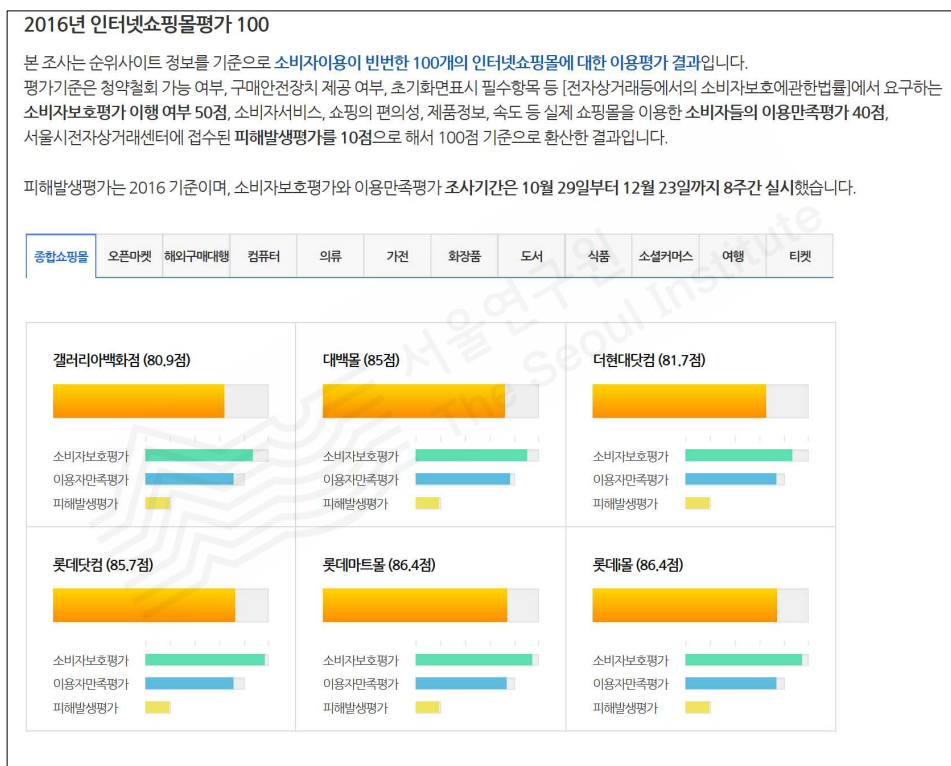 2016년 인터넷쇼핑몰평가 100
본 조사는 순위사이트 정보를 기준으로 소비자이용이 빈번한 100개의 인터넷쇼핑몰에 대한 이용평가 결과입니다.
평가기준은 청약철회 가능 여부, 구매안전장치 제공 여부, 초기화면표시 필수항목 등 [전자상거래등에서의 소비자보호에관한법률]에서 요구하는
소비자보호평가 이행 여부 50점, 소비자서비스, 쇼핑의 편의성, 제품정보, 속도 등 실제 쇼핑몰을 이용한 소비자들의 이용만족평가 40점,
서울시전자상거래센터에 접수된 피해발생평가를 10점으로 해서 100점 기준으로 환산한 결과입니다.
피해발생평가는 2016 기준이며, 소비자보호평가와 이용만족평가 조사기간은 10월 29일부터 12월 23일까지 8주간 실시했습니다.
종합쇼핑몰 오픈마켓 해외구매대행 컴퓨터 의류 가전 화장품 도서 식품 소셜커머스 여행 티켓
갤러리아백화점 (80.9점) 대백몰 (85점) 더현대닷컴 (81.7점)
소비자보호평가 소비자보호평가 소비자보호평가
이용자만족평가 이용자만족평가 이용자만족평가
피해발생평가 피해발생평가 피해발생평가
롯데닷컴 (85.7점) 롯데마트몰 (86.4점) 롯데몰 (86.4점)
소비자보호평가 소비자보호평가 소비자보호평가
이용자만족평가 이용자만족평가 이용자만족평가
피해발생평가 피해발생평가 피해발생평가
서울연구원
The Seoul Institute